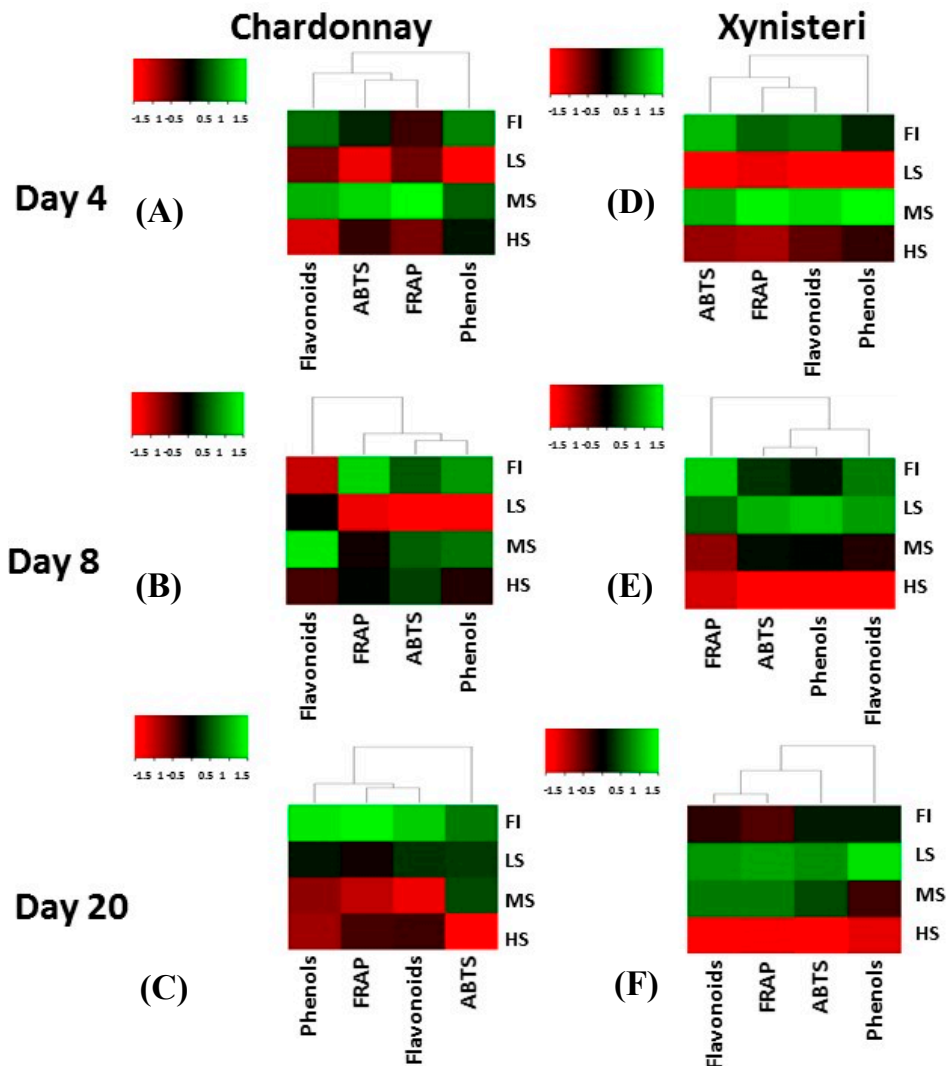 Chardonnay
Xynisteri
-1.5 1 -0.5 0.5 1 1.5
-1.5 1 -0.5 0.5 1 1.5
Day 4
(A)
FI
LS
MS
HS
Flavonoids
ABTS
FRAP
Phenols
(D)
FI
LS
MS
HS
ABTS
FRAP
Flavonoids
Phenols
-1.5 1 -0.5 0.5 1 1.5
-1.5 1 -0.5 0.5 1 1.5
Day 8
(B)
FI
LS
MS
HS
Flavonoids
FRAP
ABTS
Phenols
(E)
FI
LS
MS
HS
FRAP
ABTS
Phenols
Flavonoids
-1.5 1 -0.5 0.5 1 1.5
-1.5 1 -0.5 0.5 1 1.5
Day 20
(C)
FI
LS
MS
HS
Phenols
FRAP
Flavonoids
ABTS
(F)
FI
LS
MS
HS
Flavonoids
FRAP
ABTS
Phenols